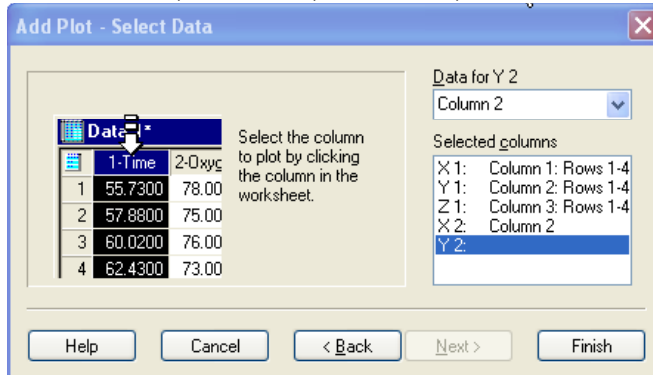 Add Plot - Select Data
Data for Y 2
Column 2
Selected columns
X 1: Column 1: Rows 1-4
Y 1: Column 2: Rows 1-4
Z 1: Column 3: Rows 1-4
X 2: Column 2
Y 2:
1-Time 2-Oxyg
1 55.7300 78.00
2 57.8800 75.00
3 60.0200 76.00
4 62.4300 73.00
Select the column
to plot by clicking
the column in the
worksheet.
Help Cancel < Back Next > Finish